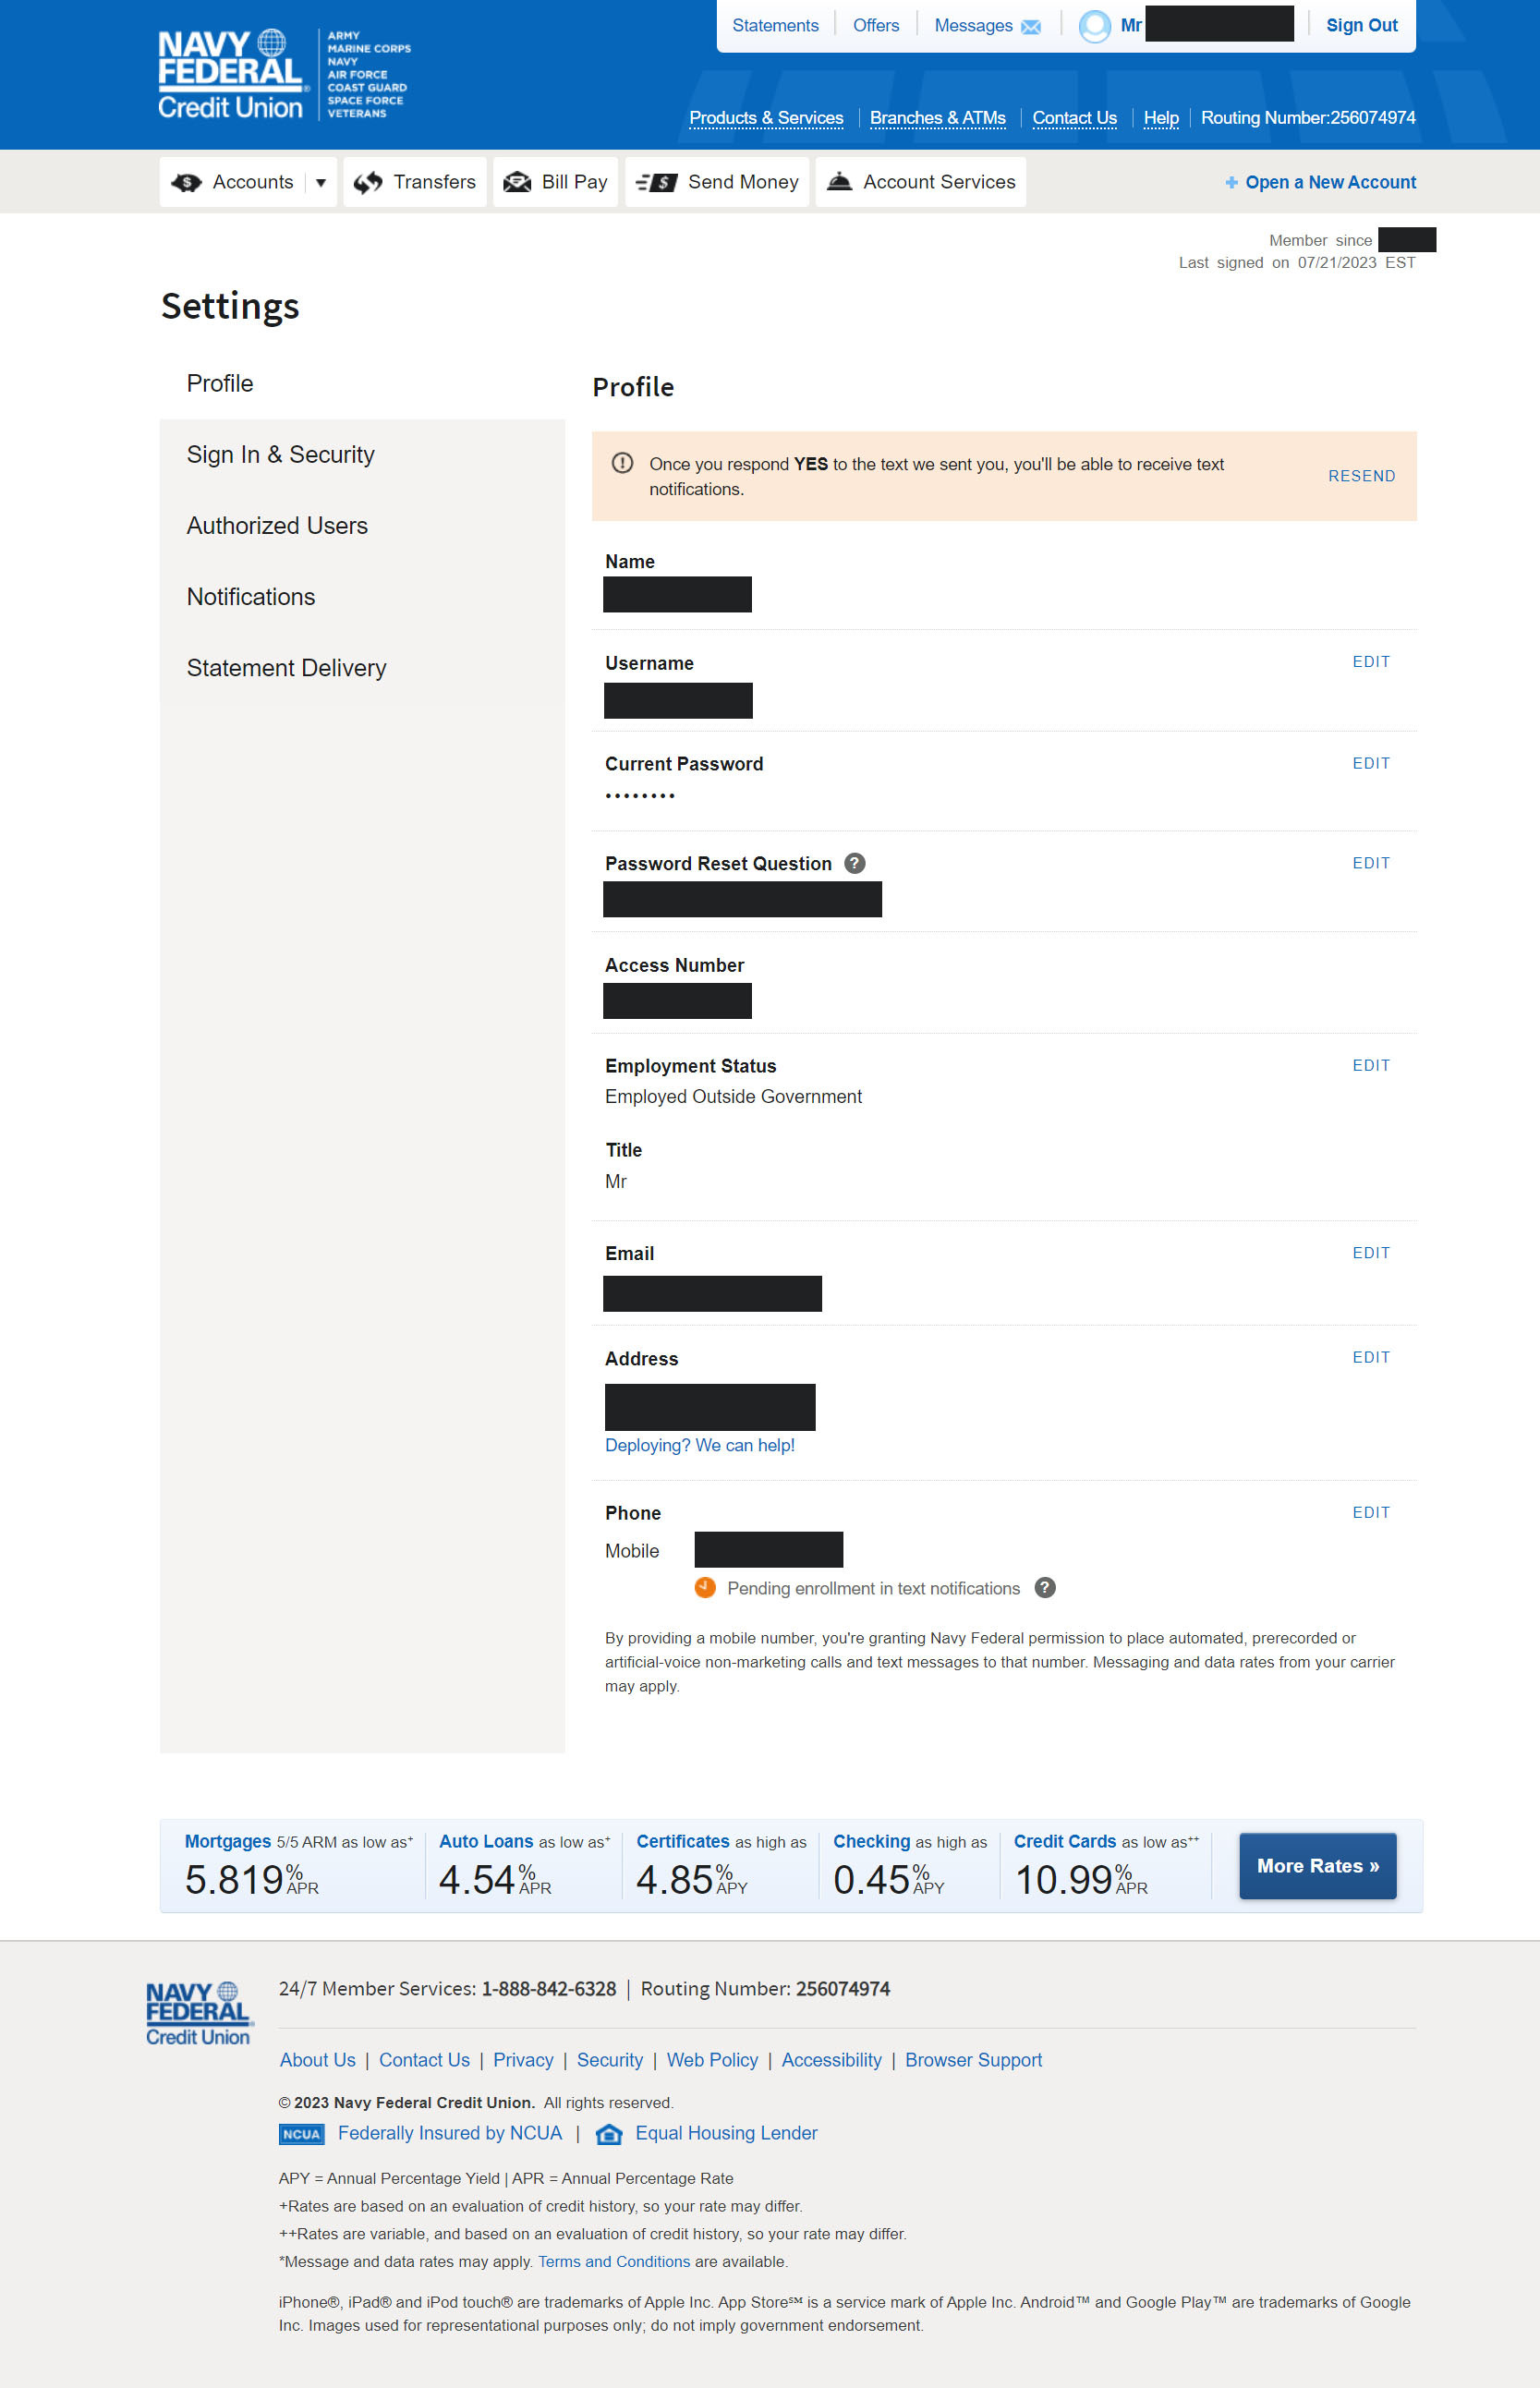 Statements
Offers
Messages
Mr
Sign Out
NAVY
FEDERAL®
Credit Union
ARMY
MARINE CORPS
NAVY
AIR FORCE
COAST GUARD
SPACE FORCE
VETERANS
Products & Services
Branches & ATMs
Contact Us
Help
Routing Number:256074974
Accounts
Transfers
Bill Pay
Send Money
Account Services
Open a New Account
Member since
Last signed on 07/21/2023 EST
Settings
Profile
Sign In & Security
Authorized Users
Notifications
Statement Delivery
Profile
Once you respond YES to the text we sent you, you'll be able to receive text
notifications.
RESEND
Name
Username
EDIT
Current Password
EDIT
••••••••
Password Reset Question ?
EDIT
Access Number
Employment Status
EDIT
Employed Outside Government
Title
Mr
Email
EDIT
Address
EDIT
Deploying? We can help!
Phone
EDIT
Mobile
Pending enrollment in text notifications ?
By providing a mobile number, you're granting Navy Federal permission to place automated, prerecorded or
artificial-voice non-marketing calls and text messages to that number. Messaging and data rates from your carrier
may apply.
Mortgages 5/5 ARM as low as+
5.819% APR
Auto Loans as low as+
4.54% APR
Certificates as high as
4.85% APY
Checking as high as
0.45% APY
Credit Cards as low as++
10.99% APR
More Rates »
NAVY
FEDERAL®
Credit Union
24/7 Member Services: 1-888-842-6328 | Routing Number: 256074974
About Us | Contact Us | Privacy | Security | Web Policy | Accessibility | Browser Support
© 2023 Navy Federal Credit Union. All rights reserved.
NCUA Federally Insured by NCUA | Equal Housing Lender
APY = Annual Percentage Yield | APR = Annual Percentage Rate
+Rates are based on an evaluation of credit history, so your rate may differ.
++Rates are variable, and based on an evaluation of credit history, so your rate may differ.
*Message and data rates may apply. Terms and Conditions are available.
iPhone®, iPad® and iPod touch® are trademarks of Apple Inc. App Store℠ is a service mark of Apple Inc. Android™ and Google Play™ are trademarks of Google
Inc. Images used for representational purposes only; do not imply government endorsement.